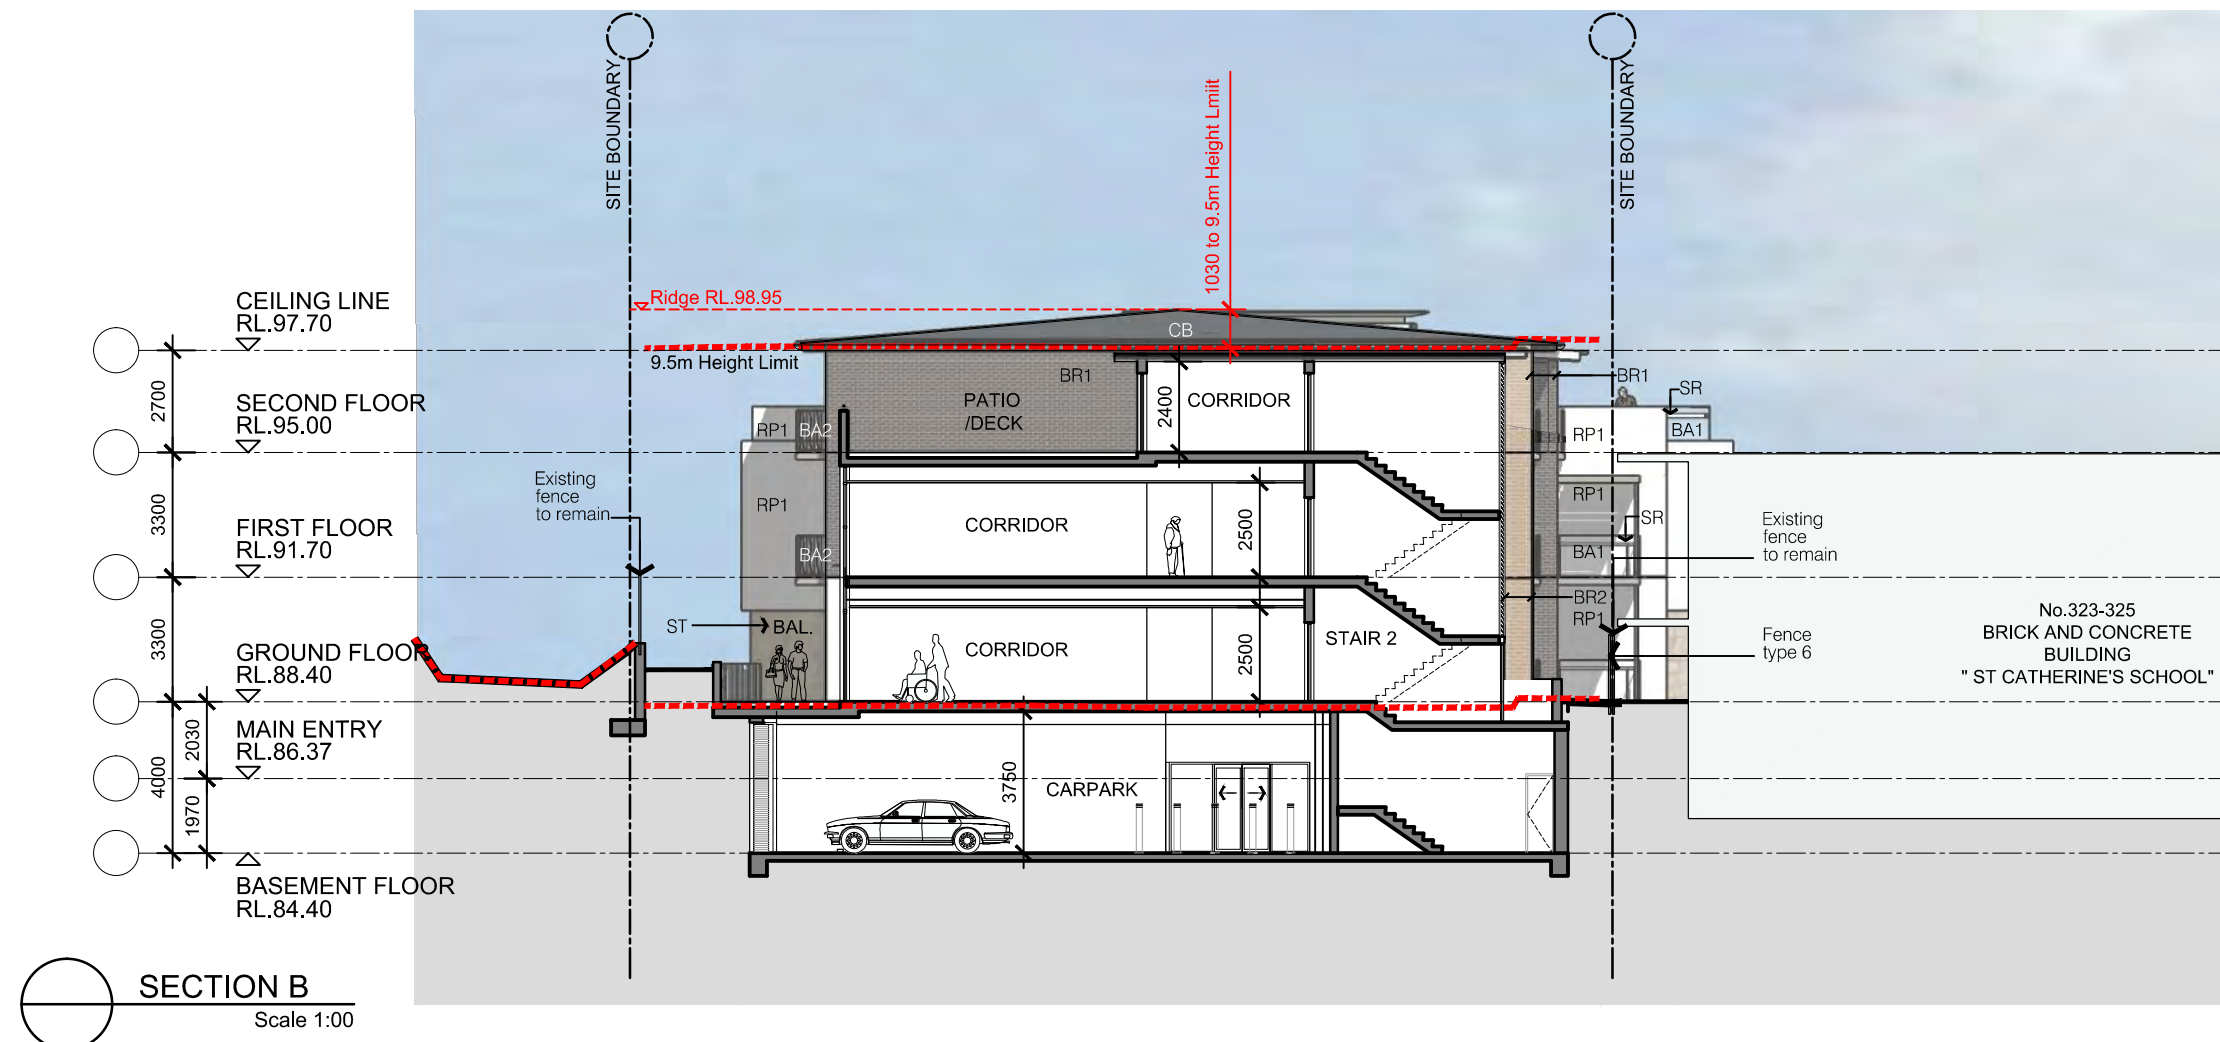 SITE BOUNDARY
SITE BOUNDARY
1030 to 9.5m Height Lmiit
Ridge RL.98.95
CEILING LINE
RL.97.70
9.5m Height Limit
CB
2700
SECOND FLOOR
RL.95.00
PATIO
/DECK
BR1
2400
CORRIDOR
BR1
SR
RP1
BA2
RP1
BA1
Existing
fence
to remain
RP1
3300
FIRST FLOOR
RL.91.70
BA2
CORRIDOR
2500
RP1
SR
BA1
Existing
fence
to remain
3300
GROUND FLOOR
RL.88.40
ST
BAL.
CORRIDOR
2500
STAIR 2
BR2
RP1
Fence
type 6
No.323-325
BRICK AND CONCRETE
BUILDING
" ST CATHERINE'S SCHOOL"
2030
MAIN ENTRY
RL.86.37
4000
1970
3750
CARPARK
BASEMENT FLOOR
RL.84.40
SECTION B
Scale 1:00